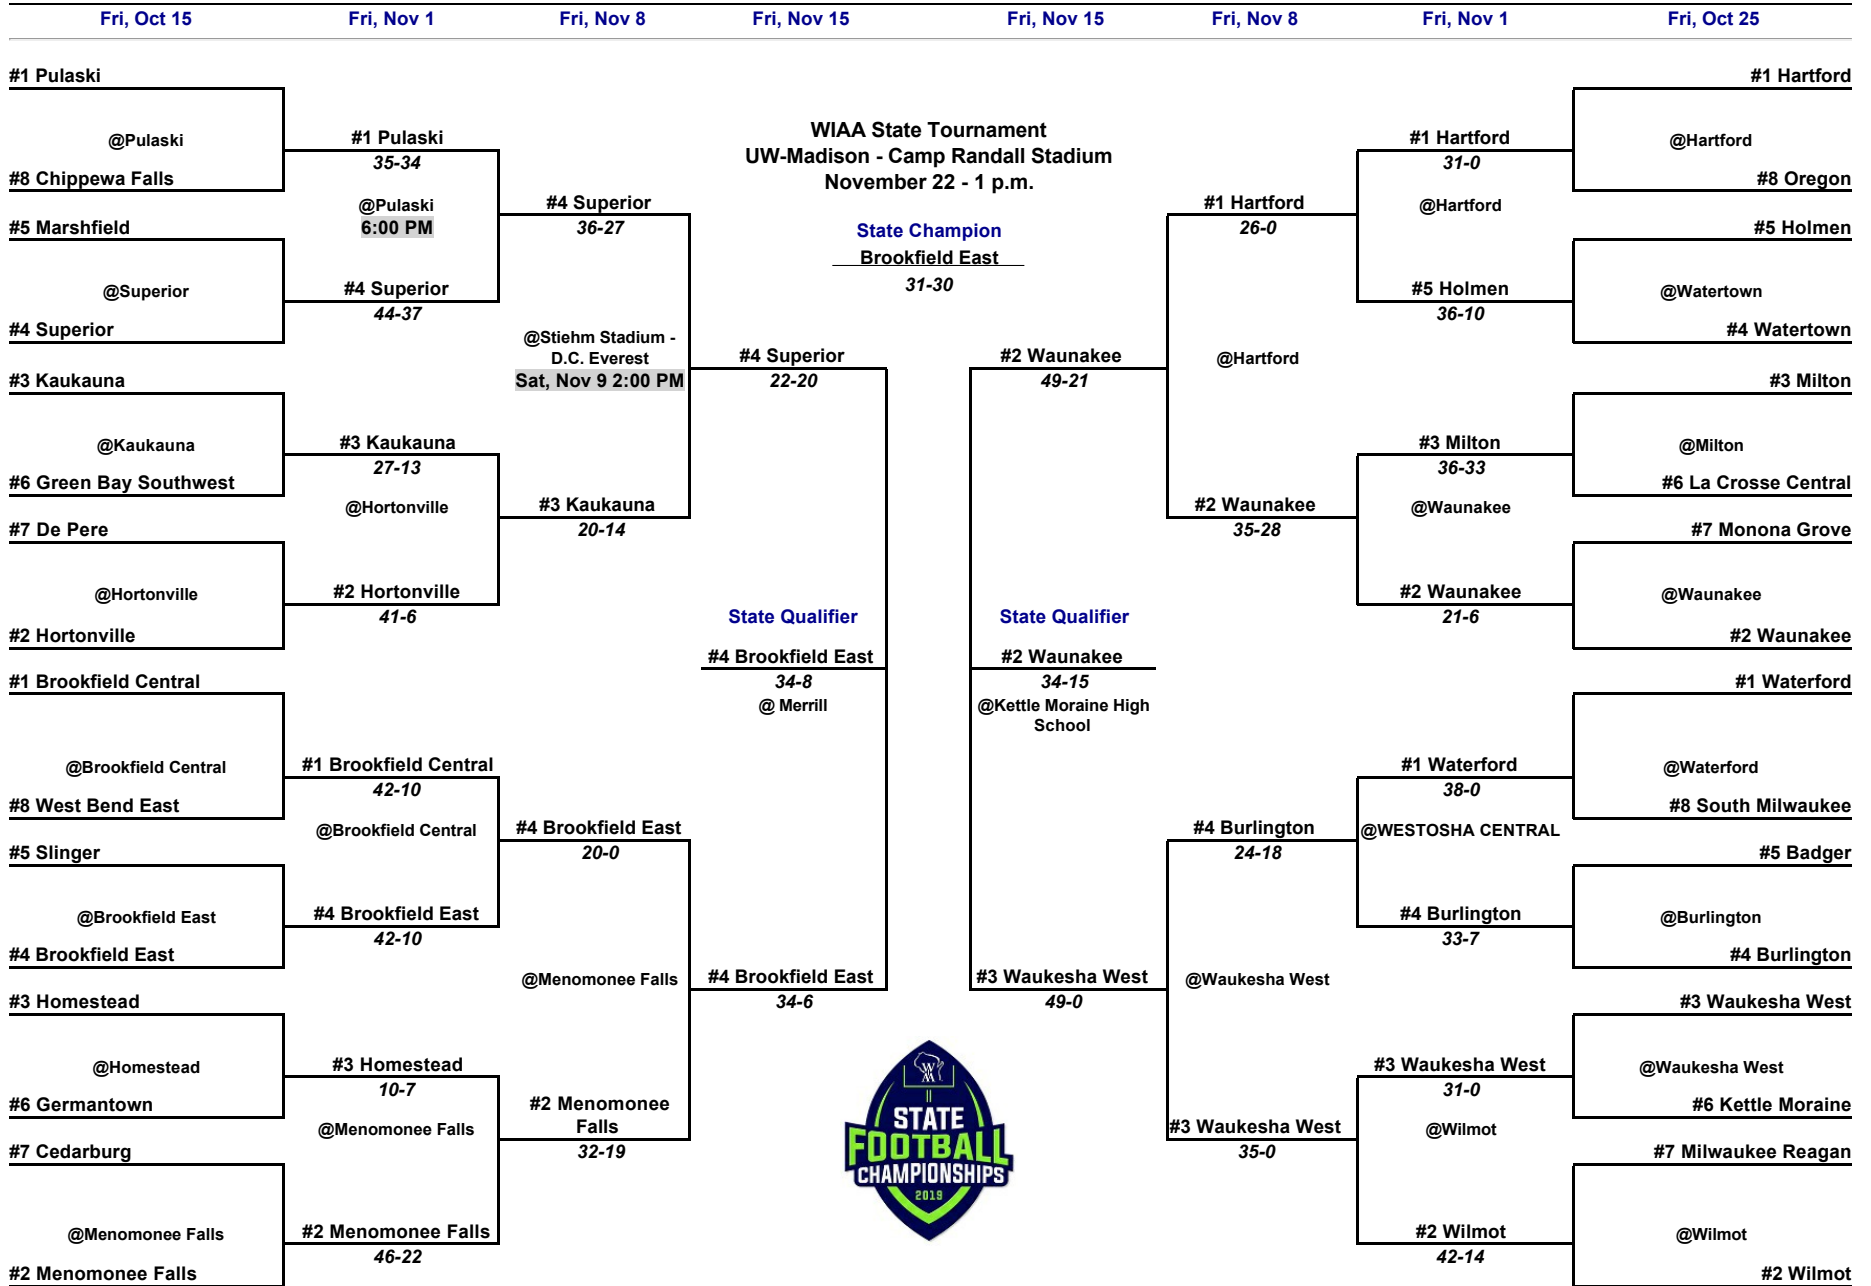 Fri, Oct 15
Fri, Nov 1
Fri, Nov 8
Fri, Nov 15
Fri, Nov 15
Fri, Nov 8
Fri, Nov 1
Fri, Oct 25
#1 Pulaski
@Pulaski
#8 Chippewa Falls
#5 Marshfield
@Superior
#4 Superior
#3 Kaukauna
@Kaukauna
#6 Green Bay Southwest
#7 De Pere
@Hortonville
#2 Hortonville
#1 Brookfield Central
@Brookfield Central
#8 West Bend East
#5 Slinger
@Brookfield East
#4 Brookfield East
#3 Homestead
@Homestead
#6 Germantown
#7 Cedarburg
@Menomonee Falls
#2 Menomonee Falls
#1 Pulaski
35-34
@Pulaski
6:00 PM
#4 Superior
44-37
#3 Kaukauna
27-13
@Hortonville
#2 Hortonville
41-6
#1 Brookfield Central
42-10
@Brookfield Central
#4 Brookfield East
42-10
#3 Homestead
10-7
@Menomonee Falls
#2 Menomonee Falls
46-22
#4 Superior
36-27
@Stiehm Stadium -
D.C. Everest
Sat, Nov 9 2:00 PM
#3 Kaukauna
20-14
#4 Brookfield East
20-0
@Menomonee Falls
#2 Menomonee
Falls
32-19
#4 Superior
22-20
State Qualifier
#4 Brookfield East
34-8
@ Merrill
#4 Brookfield East
34-6
WIAA State Tournament
UW-Madison - Camp Randall Stadium
November 22 - 1 p.m.
State Champion
Brookfield East
31-30
WIAA
STATE
FOOTBALL
CHAMPIONSHIPS
2019
#2 Waunakee
49-21
State Qualifier
#2 Waunakee
34-15
@Kettle Moraine High
School
#3 Waukesha West
49-0
#1 Hartford
26-0
@Hartford
#2 Waunakee
35-28
#4 Burlington
24-18
@Waukesha West
#3 Waukesha West
35-0
#1 Hartford
31-0
@Hartford
#5 Holmen
36-10
#3 Milton
36-33
@Waunakee
#2 Waunakee
21-6
#1 Waterford
38-0
@WESTOSHA CENTRAL
#4 Burlington
33-7
#3 Waukesha West
31-0
@Wilmot
#2 Wilmot
42-14
#1 Hartford
@Hartford
#8 Oregon
#5 Holmen
@Watertown
#4 Watertown
#3 Milton
@Milton
#6 La Crosse Central
#7 Monona Grove
@Waunakee
#2 Waunakee
#1 Waterford
@Waterford
#8 South Milwaukee
#5 Badger
@Burlington
#4 Burlington
#3 Waukesha West
@Waukesha West
#6 Kettle Moraine
#7 Milwaukee Reagan
@Wilmot
#2 Wilmot